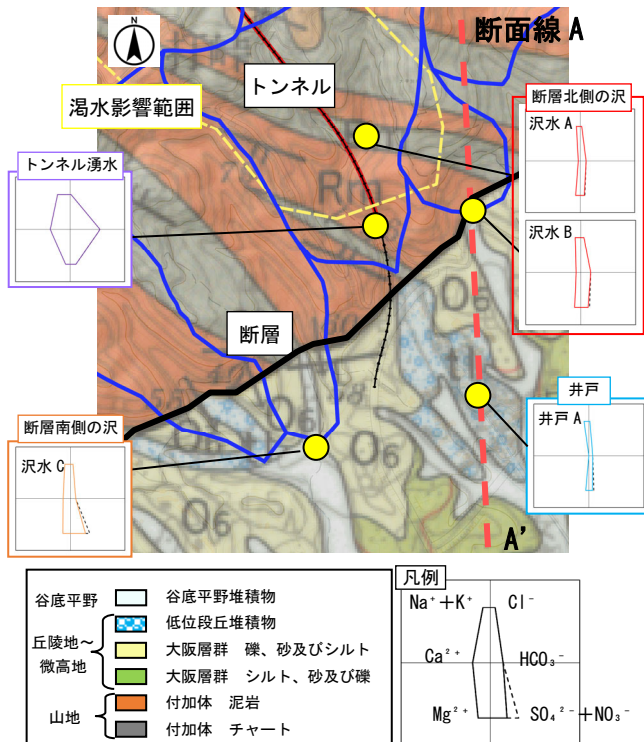 N
断面線 A
トンネル
渇水影響範囲
断層北側の沢
沢水 A
沢水 B
トンネル湧水
Rm
O6
断層
tl
井戸
井戸 A
断層南側の沢
沢水 C
O6
O6
O6
A'
谷底平野
谷底平野堆積物
丘陵地～
微高地
低位段丘堆積物
大阪層群 礫、砂及びシルト
大阪層群 シルト、砂及び礫
山地
付加体 泥岩
付加体 チャート
凡例
Na⁺+K⁺ Cl⁻
Ca²⁺ HCO₃⁻
Mg²⁺ SO₄²⁻+NO₃⁻